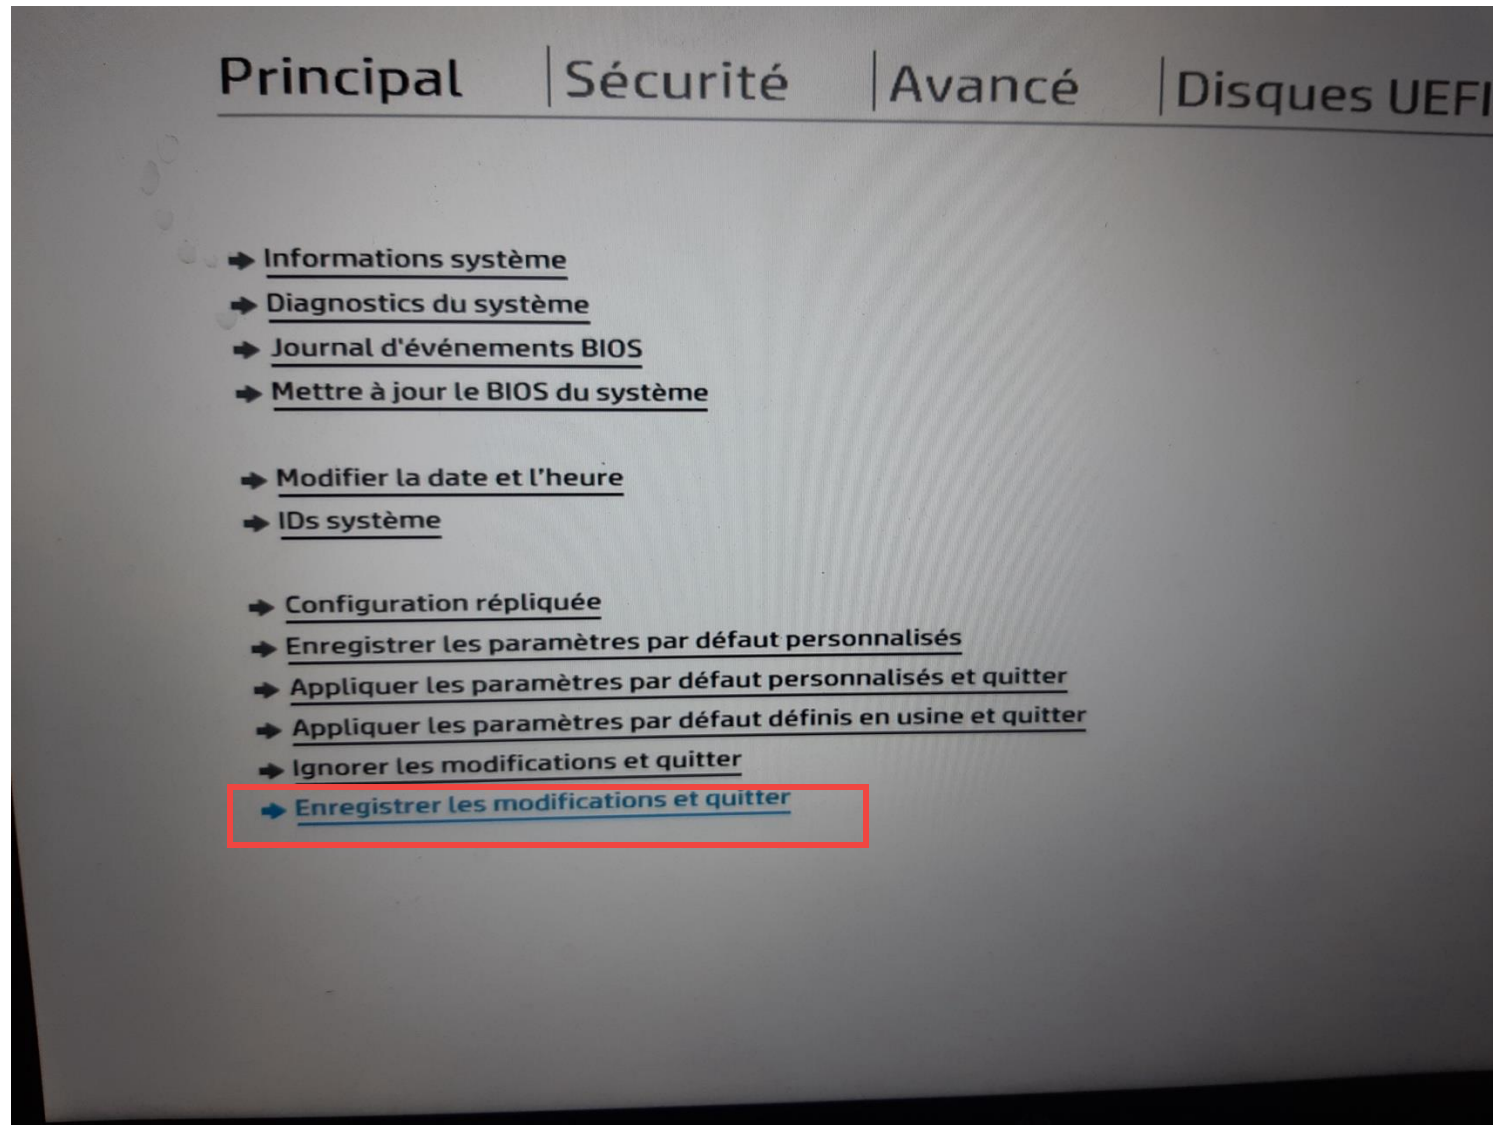 Principal | Sécurité | Avancé | Disques UEFI
Informations système
Diagnostics du système
Journal d'événements BIOS
Mettre à jour le BIOS du système
Modifier la date et l'heure
IDs système
Configuration répliquée
Enregistrer les paramètres par défaut personnalisés
Appliquer les paramètres par défaut personnalisés et quitter
Appliquer les paramètres par défaut définis en usine et quitter
Ignorer les modifications et quitter
Enregistrer les modifications et quitter